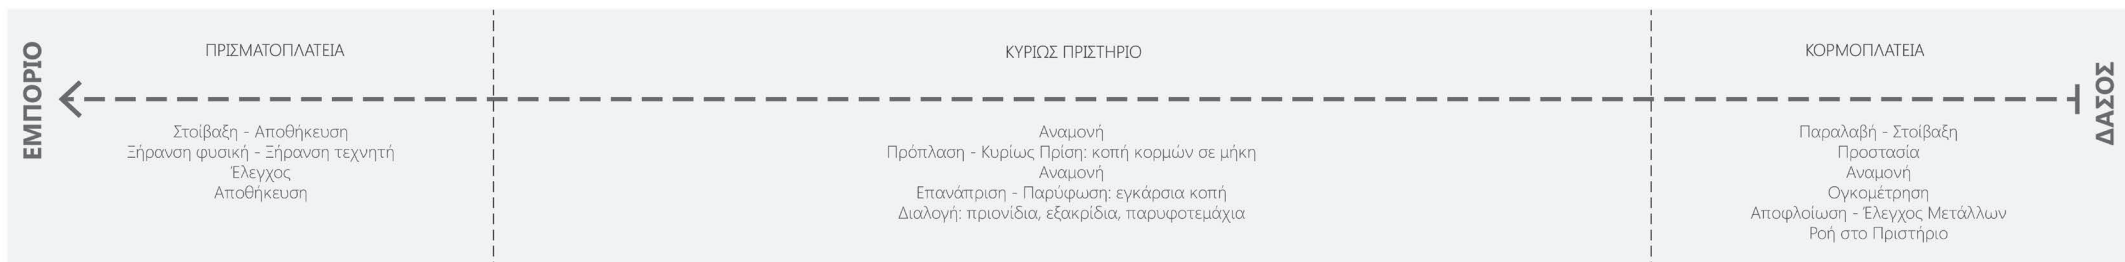 ΕΜΠΟΡΙΟ
ΠΡΙΣΜΑΤΟΠΛΑΤΕΙΑ
Στοίβαξη - Αποθήκευση
Ξήρανση φυσική - Ξήρανση τεχνητή
Έλεγχος
Αποθήκευση
ΚΥΡΙΩΣ ΠΡΙΣΤΗΡΙΟ
Αναμονή
Πρόπλαση - Κυρίως Πρίση: κοπή κορμών σε μήκη
Αναμονή
Επανάπριση - Παρύφωση: εγκάρσια κοπή
Διαλογή: πριονίδια, εξακρίδια, παρυφοτεμάχια
ΚΟΡΜΟΠΛΑΤΕΙΑ
Παραλαβή - Στοίβαξη
Προστασία
Αναμονή
Ογκομέτρηση
Αποφλοίωση - Έλεγχος Μετάλλων
Ροή στο Πριστήριο
ΔΑΣΟΣ